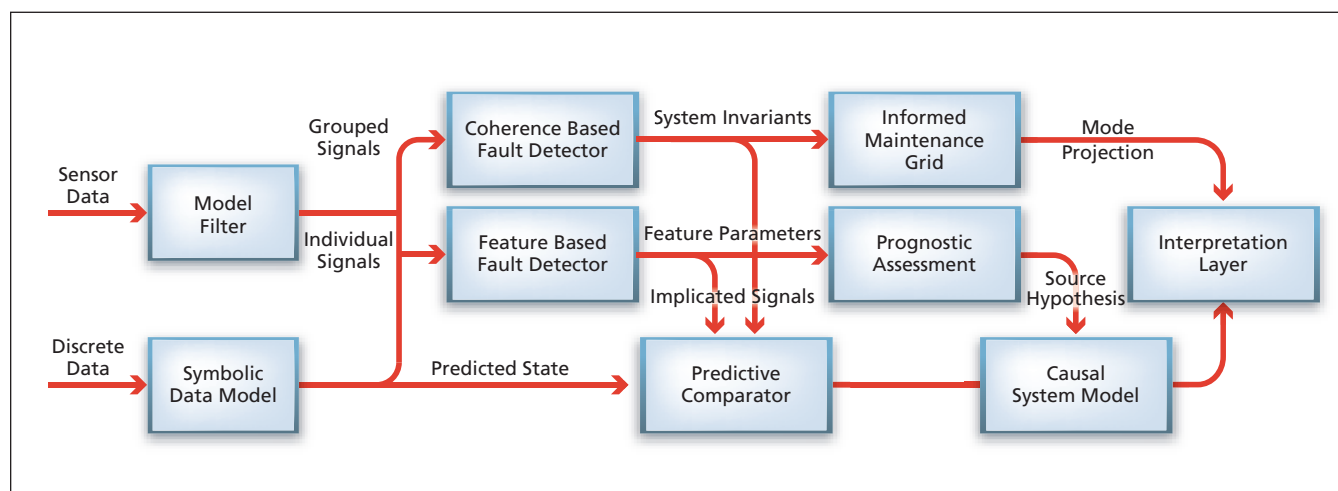 Sensor
Data
Model
Filter
Grouped
Signals
Individual
Signals
Coherence Based
Fault Detector
System Invariants
Informed
Maintenance
Grid
Mode
Projection
Feature Based
Fault Detector
Feature Parameters
Implicated Signals
Prognostic
Assessment
Source
Hypothesis
Interpretation
Layer
Discrete
Data
Symbolic
Data Model
Predicted State
Predictive
Comparator
Causal
System Model